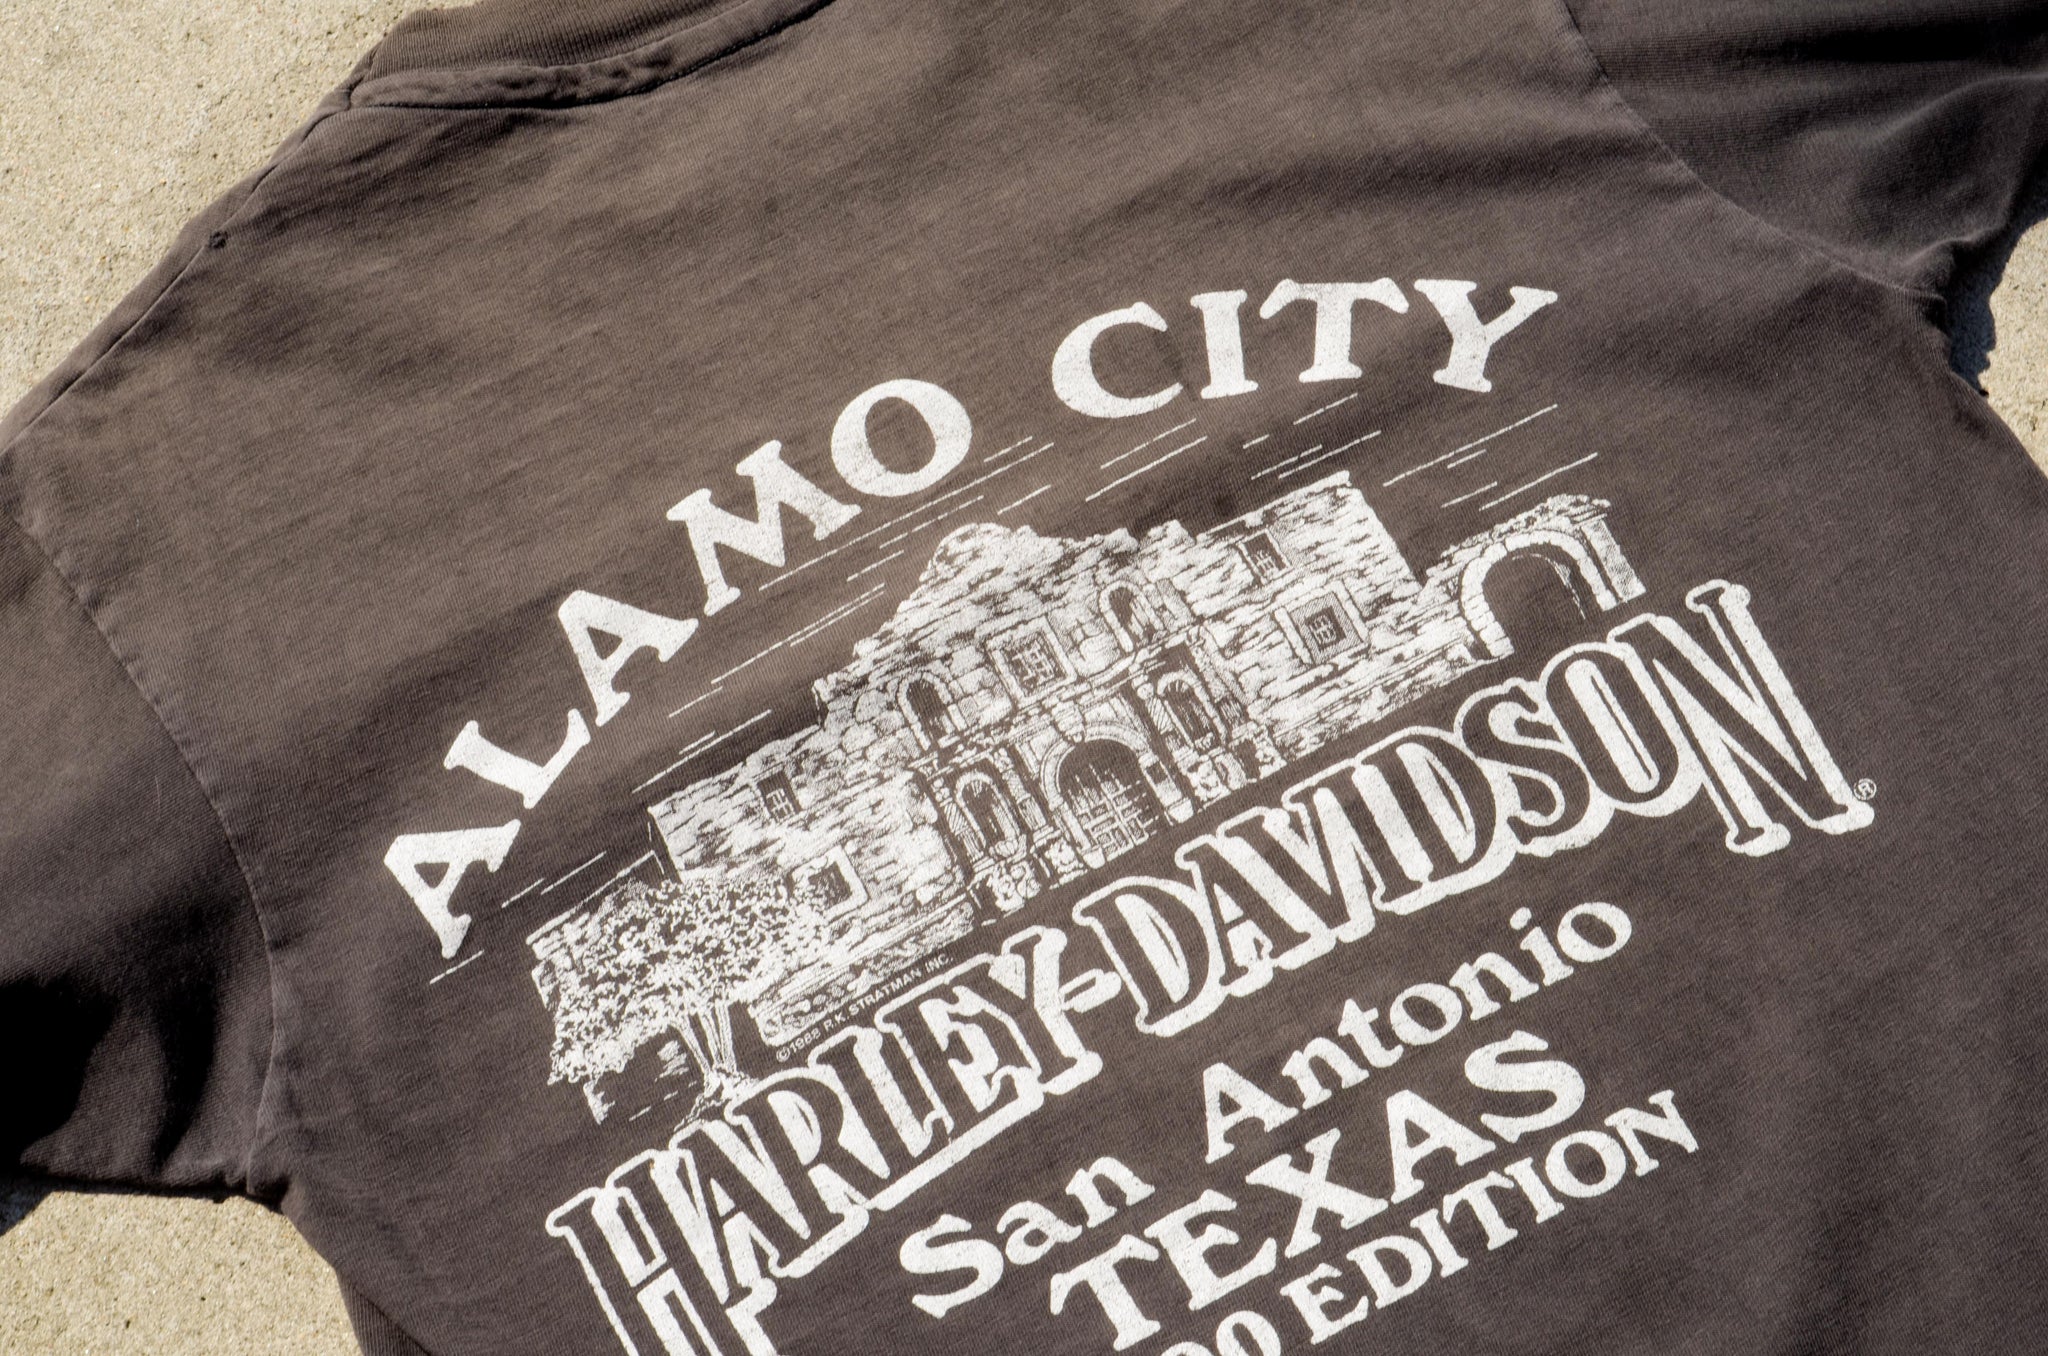 ALAMO CITY
©1988 R.K. STRATMAN INC.
HARLEY-DAVIDSON®
San Antonio
TEXAS
EDITION